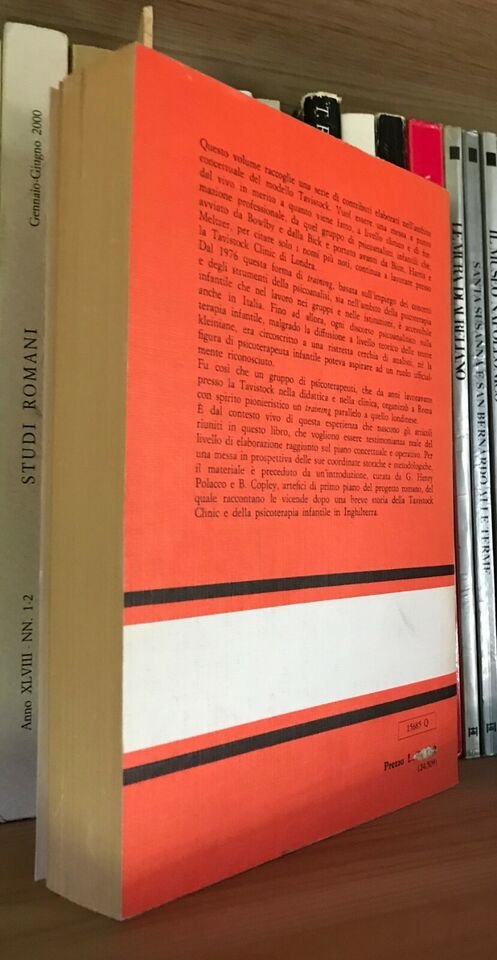 Questo volume raccoglie una serie di contributi elaborati nell'ambito
concettuale del modello Tavistock. Vuol essere una messa a punto
dal vivo in merito a quanto viene fatto, a livello clinico e di for-
mazione professionale, da quel gruppo di psicoanalisti infantili che,
avviato da Bowlby e dalla Bick e portato avanti da Bion, Harris e
Meltzer, per citare solo i nomi più noti, continua a lavorare presso
la Tavistock Clinic di Londra.
Dal 1976 questa forma di training, basata sull'impiego dei concetti
e degli strumenti della psicoanalisi, sia nell'ambito della psicoterapia
infantile che nel lavoro nei gruppi e nelle istituzioni, è accessibile
anche in Italia. Fino ad allora, ogni discorso psicoanalitico sulla
terapia infantile, malgrado la diffusione a livello teorico delle teorie
kleiniane, era circoscritto a una ristretta cerchia di analisti, né la
figura di psicoterapeuta infantile poteva aspirare ad un ruolo ufficial-
mente riconosciuto.
Fu così che un gruppo di psicoterapeuti, che da anni lavoravano
presso la Tavistock nella didattica e nella clinica, organizzò a Roma
con spirito pionieristico un training parallelo a quello londinese.
È dal contesto vivo di questa esperienza che nascono gli articoli
riuniti in questo libro, che vogliono essere testimonianza reale del
livello di elaborazione raggiunto sul piano concettuale e operativo. Per
una messa in prospettiva delle sue coordinate storiche e metodologiche,
il materiale è preceduto da un'introduzione, curata da G. Henry
Polacco e B. Copley, artefici di primo piano del progetto romano, del
quale raccontano le vicende dopo una breve storia della Tavistock
Clinic e della psicoterapia infantile in Inghilterra.
15685 Q
Prezzo L.
(24.509)
Gennaio-Giugno 2000
STUDI ROMANI
Anno XLVIII - NN. 1-2
SANTA SUSANNA E SAN BERNARDO ALLE TERME